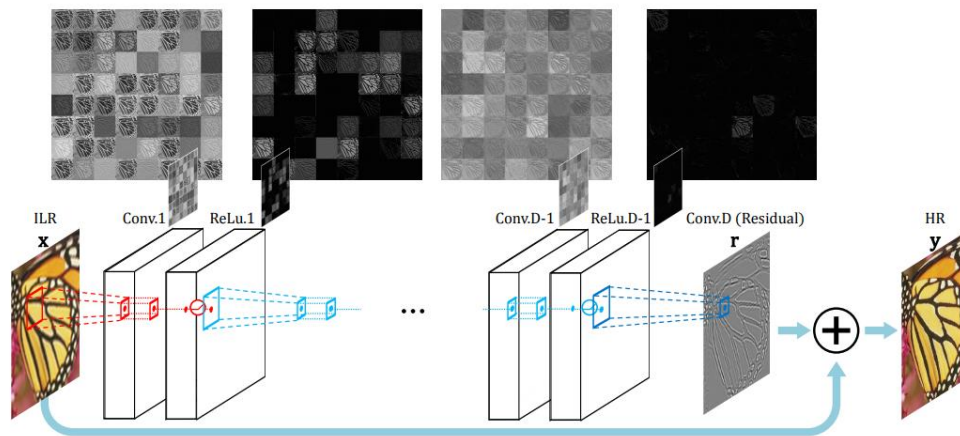 ILR
x
Conv.1
ReLu.1
...
Conv.D-1
ReLu.D-1
Conv.D (Residual)
r
HR
y